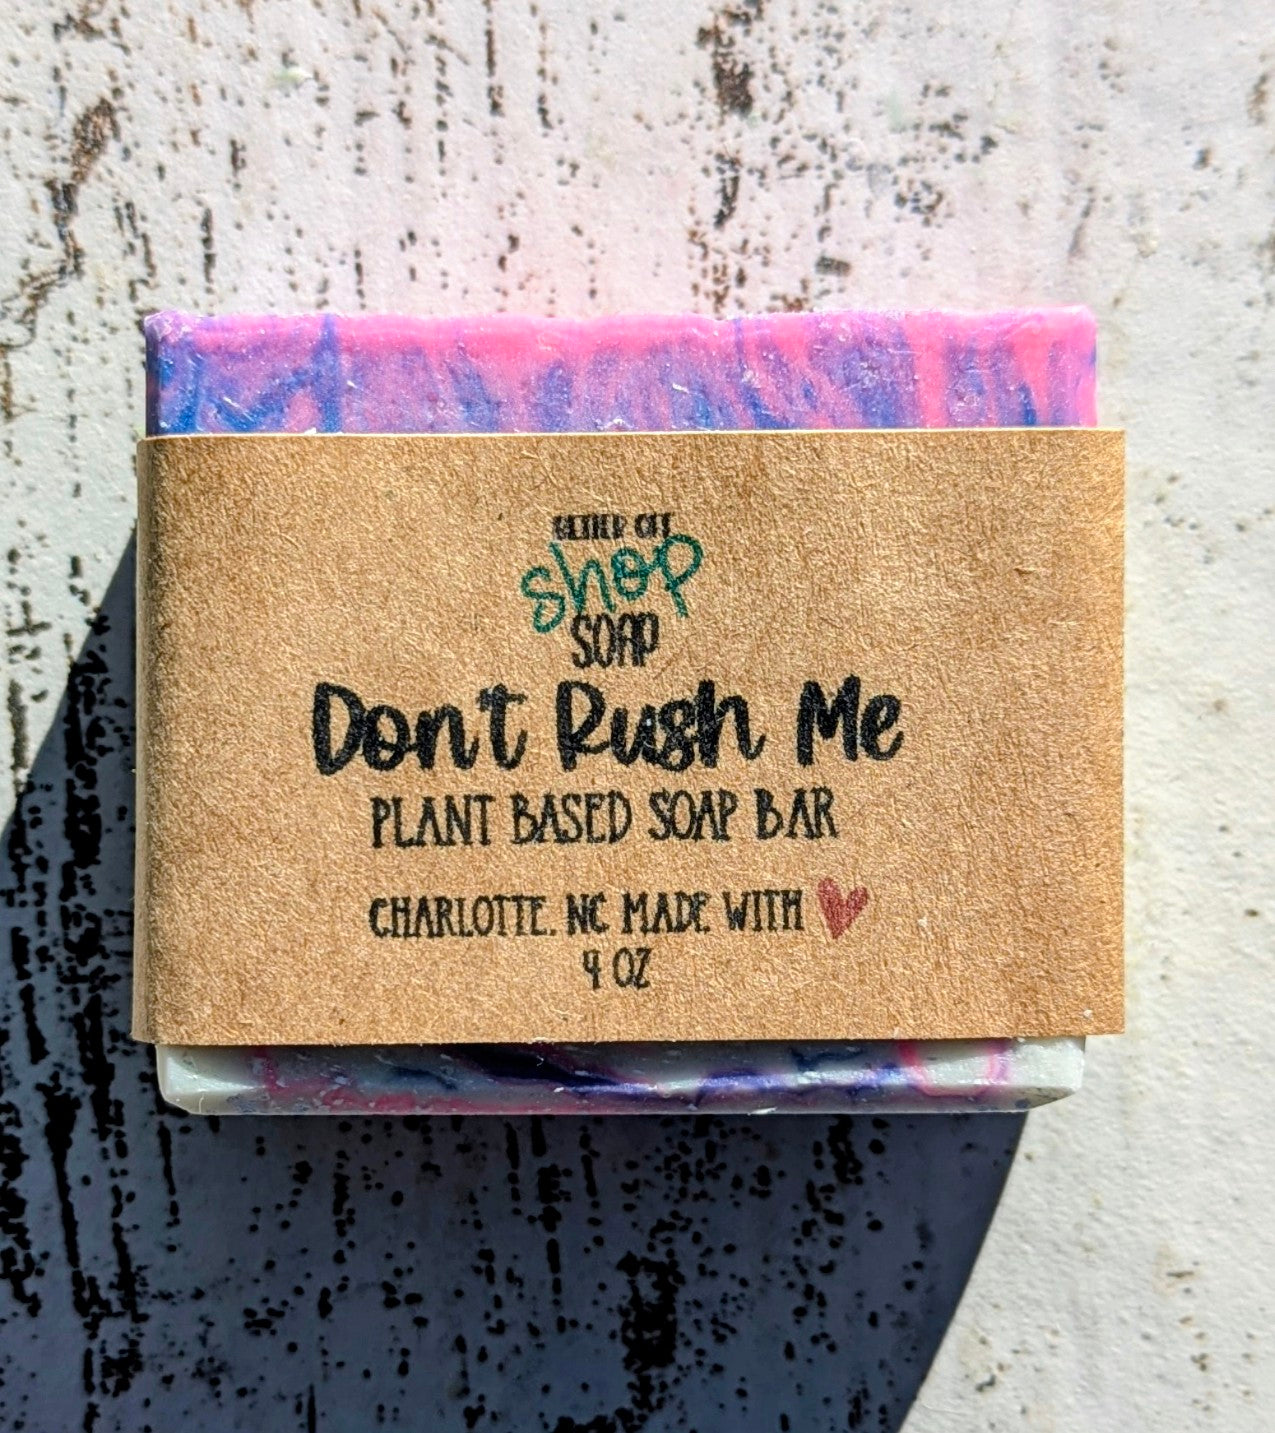 shop
SOAP
Don't Rush Me
PLANT BASED SOAP BAR
CHARLOTTE, NC MADE WITH
4 OZ